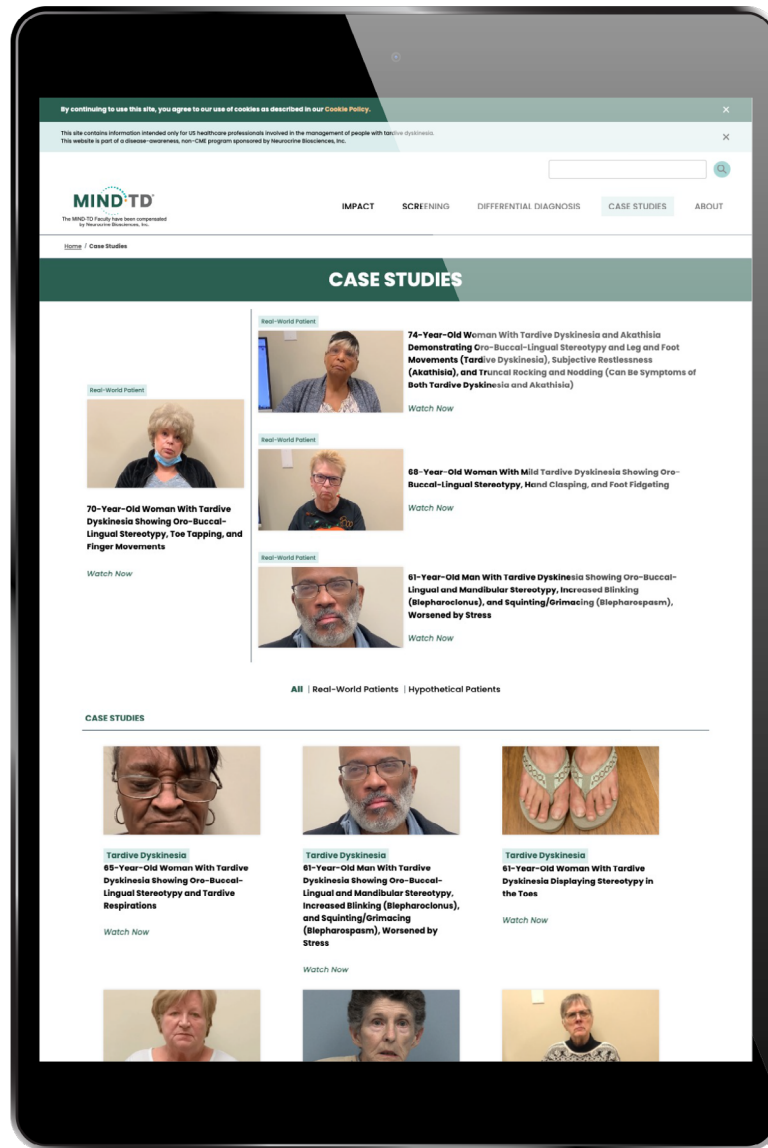 By continuing to use this site, you agree to our use of cookies as described in our Cookie Policy.
This site contains information intended only for US healthcare professionals involved in the management of people with tardive dyskinesia.
This website is part of a disease-awareness, non-CME program sponsored by Neurocrine Biosciences, Inc.
MIND-TD
The MIND-TD Faculty have been compensated
by Neurocrine Biosciences, Inc.
IMPACT
SCREENING
DIFFERENTIAL DIAGNOSIS
CASE STUDIES
ABOUT
Home / Case Studies
CASE STUDIES
Real-World Patient
70-Year-Old Woman With Tardive
Dyskinesia Showing Oro-Buccal-
Lingual Stereotypy, Toe Tapping, and
Finger Movements
Watch Now
Real-World Patient
74-Year-Old Woman With Tardive Dyskinesia and Akathisia
Demonstrating Oro-Buccal-Lingual Stereotypy and Leg and Foot
Movements (Tardive Dyskinesia), Subjective Restlessness
(Akathisia), and Truncal Rocking and Nodding (Can Be Symptoms of
Both Tardive Dyskinesia and Akathisia)
Watch Now
Real-World Patient
68-Year-Old Woman With Mild Tardive Dyskinesia Showing Oro-
Buccal-Lingual Stereotypy, Hand Clasping, and Foot Fidgeting
Watch Now
Real-World Patient
61-Year-Old Man With Tardive Dyskinesia Showing Oro-Buccal-
Lingual and Mandibular Stereotypy, Increased Blinking
(Blepharoclonus), and Squinting/Grimacing (Blepharospasm),
Worsened by Stress
Watch Now
All | Real-World Patients | Hypothetical Patients
CASE STUDIES
Tardive Dyskinesia
65-Year-Old Woman With Tardive
Dyskinesia Showing Oro-Buccal-
Lingual Stereotypy and Tardive
Respirations
Watch Now
Tardive Dyskinesia
61-Year-Old Man With Tardive
Dyskinesia Showing Oro-Buccal-
Lingual and Mandibular Stereotypy,
Increased Blinking (Blepharoclonus),
and Squinting/Grimacing
(Blepharospasm), Worsened by
Stress
Watch Now
Tardive Dyskinesia
61-Year-Old Woman With Tardive
Dyskinesia Displaying Stereotypy in
the Toes
Watch Now